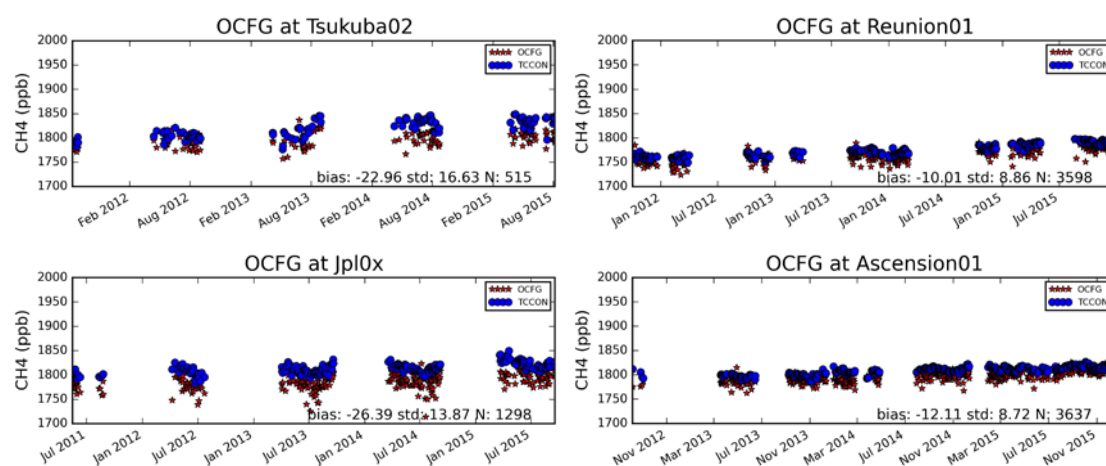 OCFG at Tsukuba02
2000
1950
1900
1850
1800
1750
1700
CH4 (ppb)
OCFG
TCCON
bias: -22.96 std: 16.63 N: 515
Feb 2012
Aug 2012
Feb 2013
Aug 2013
Feb 2014
Aug 2014
Feb 2015
Aug 2015
OCFG at Reunion01
2000
1950
1900
1850
1800
1750
1700
CH4 (ppb)
OCFG
TCCON
bias: -10.01 std: 8.86 N: 3598
Jan 2012
Jul 2012
Jan 2013
Jul 2013
Jan 2014
Jul 2014
Jan 2015
Jul 2015
OCFG at Jpl0x
2000
1950
1900
1850
1800
1750
1700
CH4 (ppb)
OCFG
TCCON
bias: -26.39 std: 13.87 N: 1298
Jul 2011
Jan 2012
Jul 2012
Jan 2013
Jul 2013
Jan 2014
Jul 2014
Jan 2015
Jul 2015
OCFG at Ascension01
2000
1950
1900
1850
1800
1750
1700
CH4 (ppb)
OCFG
TCCON
bias: -12.11 std: 8.72 N: 3637
Nov 2012
Mar 2013
Jul 2013
Nov 2013
Mar 2014
Jul 2014
Nov 2014
Mar 2015
Jul 2015
Nov 2015